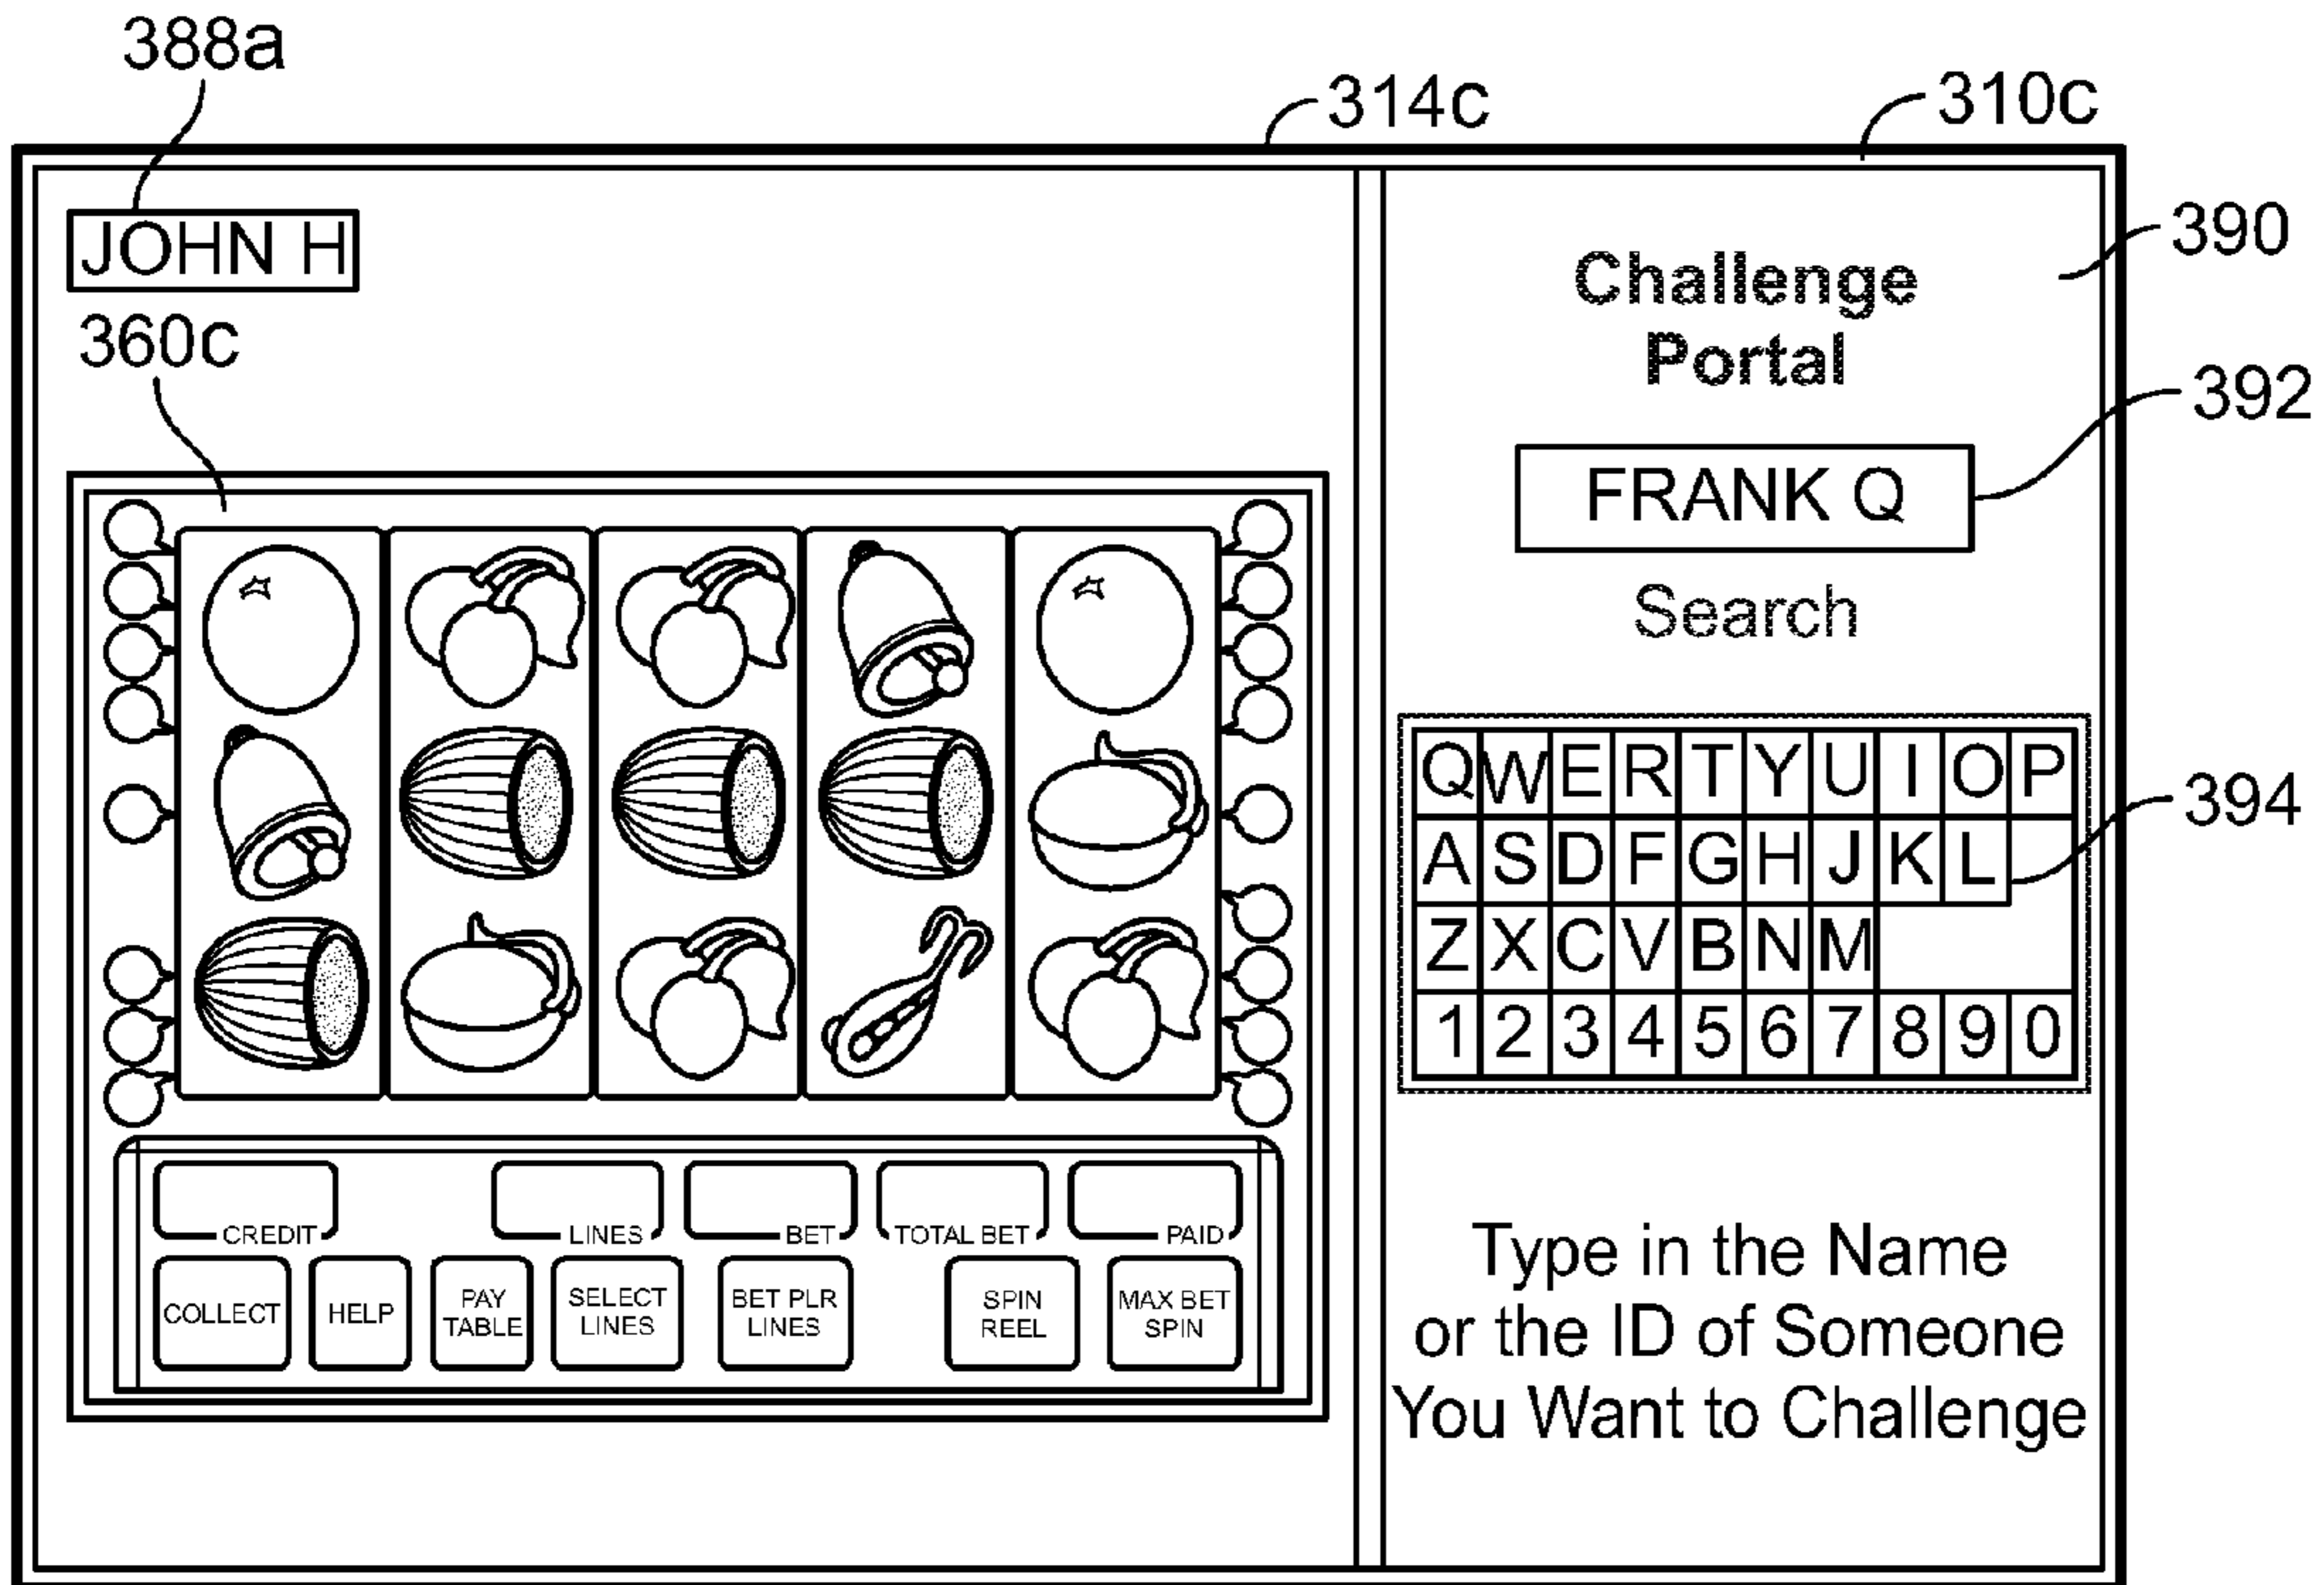 388a
314c
310c
JOHN H
360c
390
Challenge
Portal
392
FRANK Q
Search
Q W E R T Y U I O P
A S D F G H J K L
394
Z X C V B N M
1 2 3 4 5 6 7 8 9 0
CREDIT LINES BET TOTAL BET PAID
COLLECT
HELP
PAY
TABLE
SELECT
LINES
BET PLR
LINES
SPIN
REEL
MAX BET
SPIN
Type in the Name
or the ID of Someone
You Want to Challenge